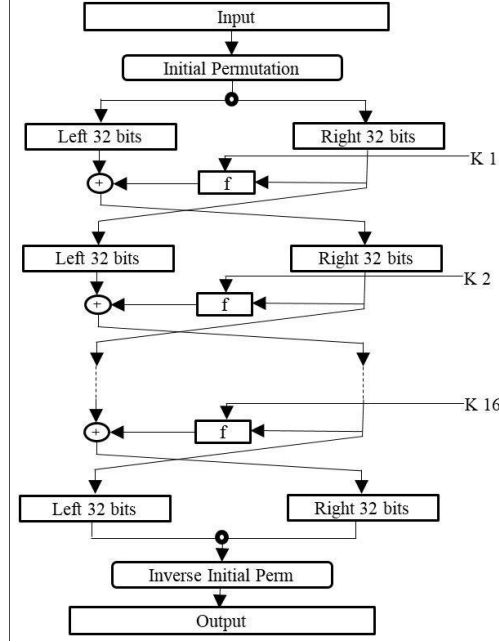 Input
Initial Permutation
Left 32 bits
Right 32 bits
K 1
+
f
Left 32 bits
Right 32 bits
K 2
+
f
K 16
+
f
Left 32 bits
Right 32 bits
Inverse Initial Perm
Output